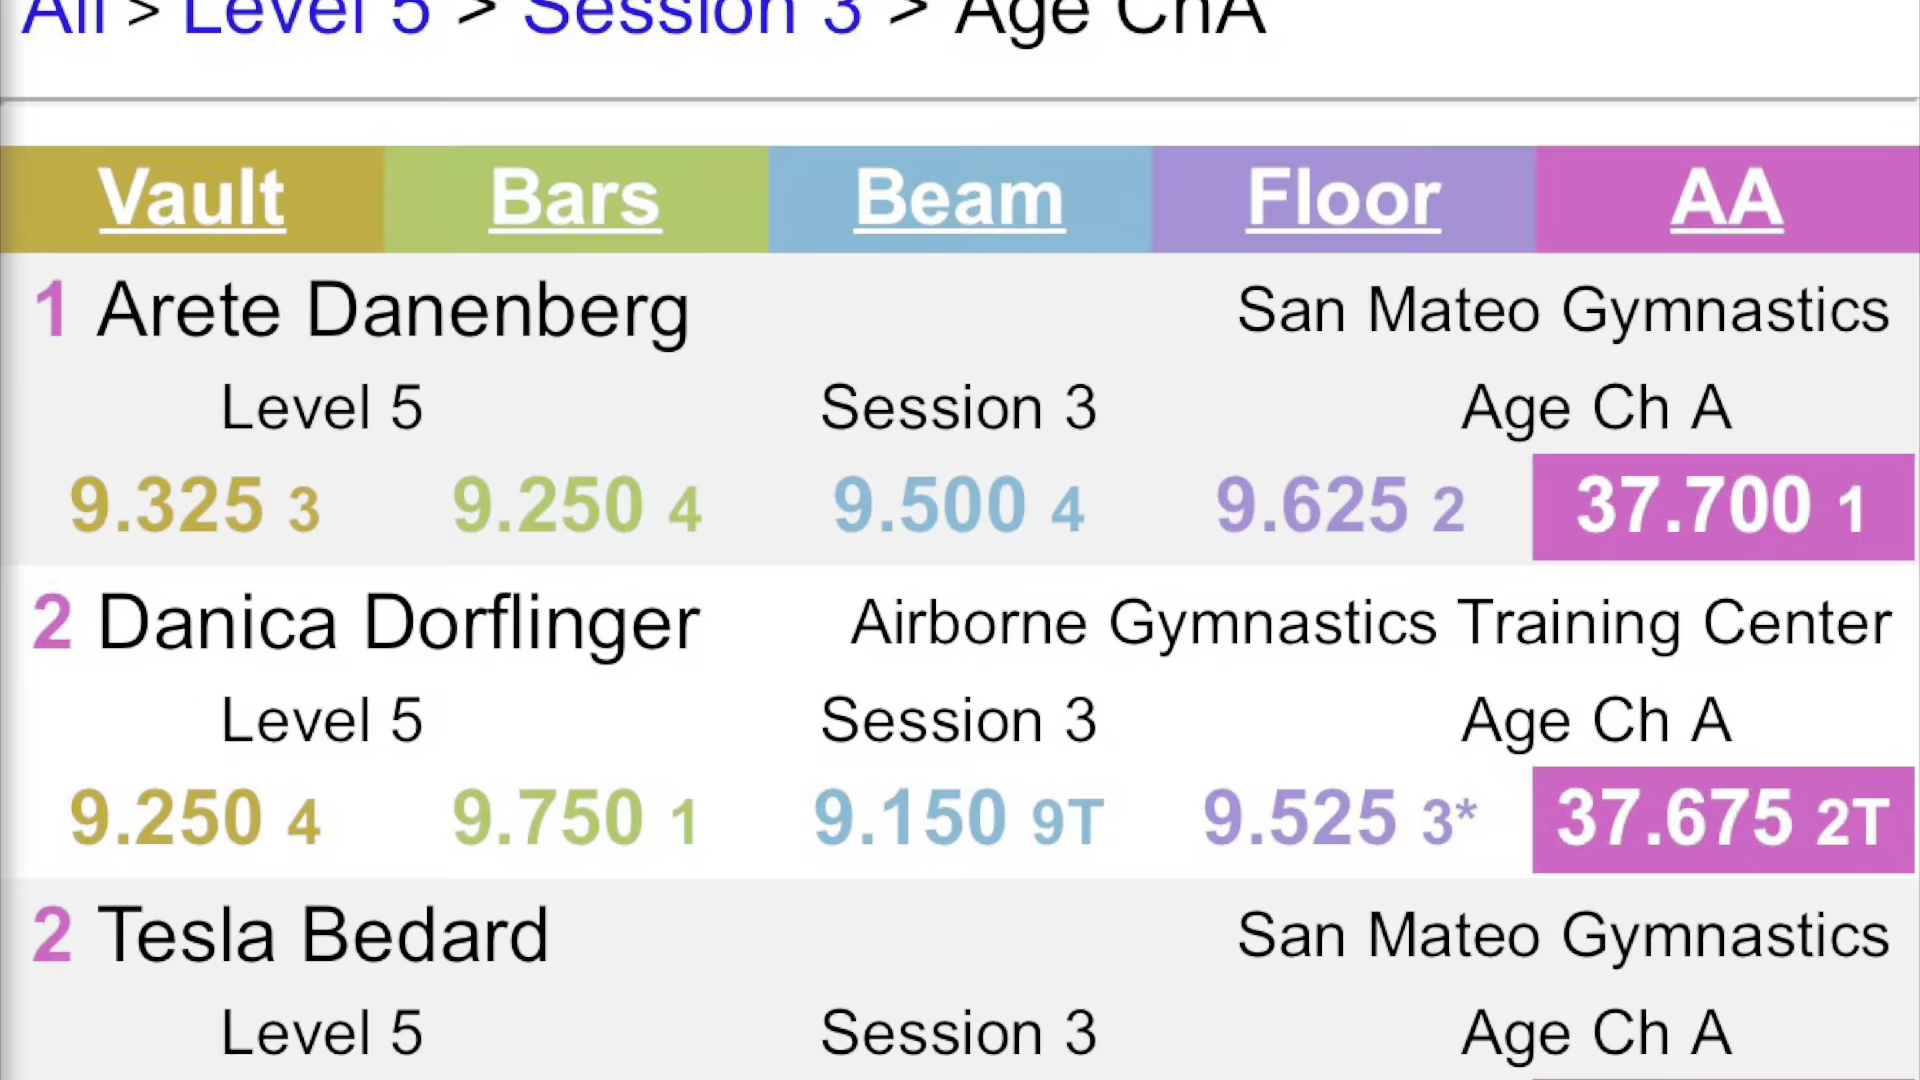 All > Level 5 > Session 3 > Age ChA
Vault Bars Beam Floor AA
1 Arete Danenberg San Mateo Gymnastics
Level 5 Session 3 Age Ch A
9.325 3 9.250 4 9.500 4 9.625 2 37.700 1
2 Danica Dorflinger Airborne Gymnastics Training Center
Level 5 Session 3 Age Ch A
9.250 4 9.750 1 9.150 9T 9.525 3* 37.675 2T
2 Tesla Bedard San Mateo Gymnastics
Level 5 Session 3 Age Ch A